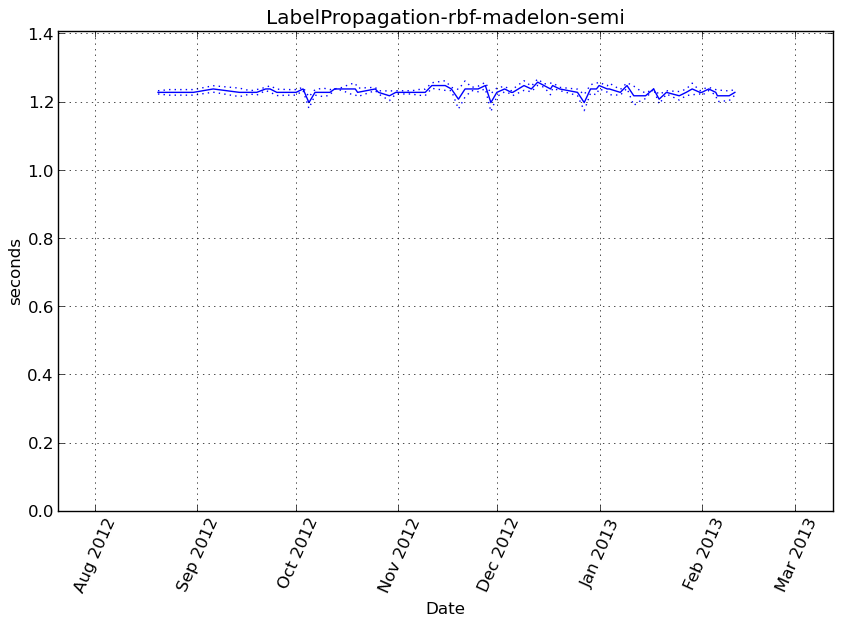 LabelPropagation-rbf-madelon-semi
1.4
1.2
1.0
0.8
0.6
0.4
0.2
0.0
seconds
Aug 2012
Sep 2012
Oct 2012
Nov 2012
Dec 2012
Jan 2013
Feb 2013
Mar 2013
Date